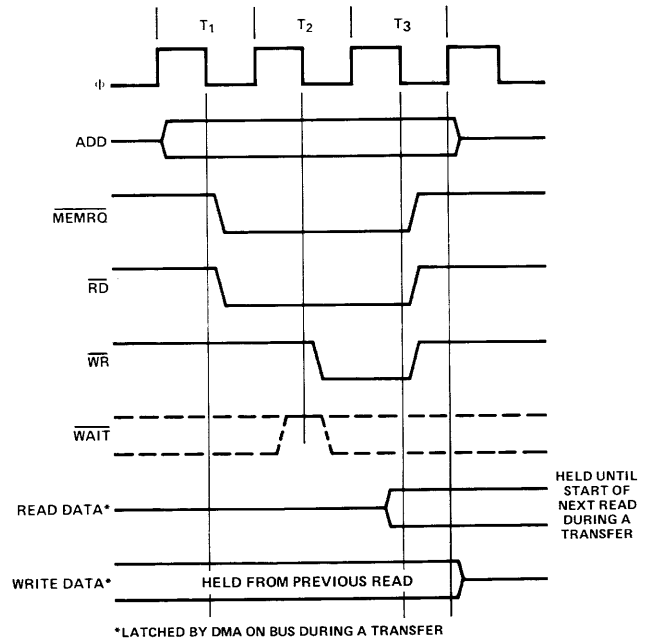 T1 T2 T3
Φ
ADD
MEMRQ
RD
WR
WAIT
READ DATA*
HELD UNTIL
START OF
NEXT READ
DURING A
TRANSFER
WRITE DATA*
HELD FROM PREVIOUS READ
*LATCHED BY DMA ON BUS DURING A TRANSFER